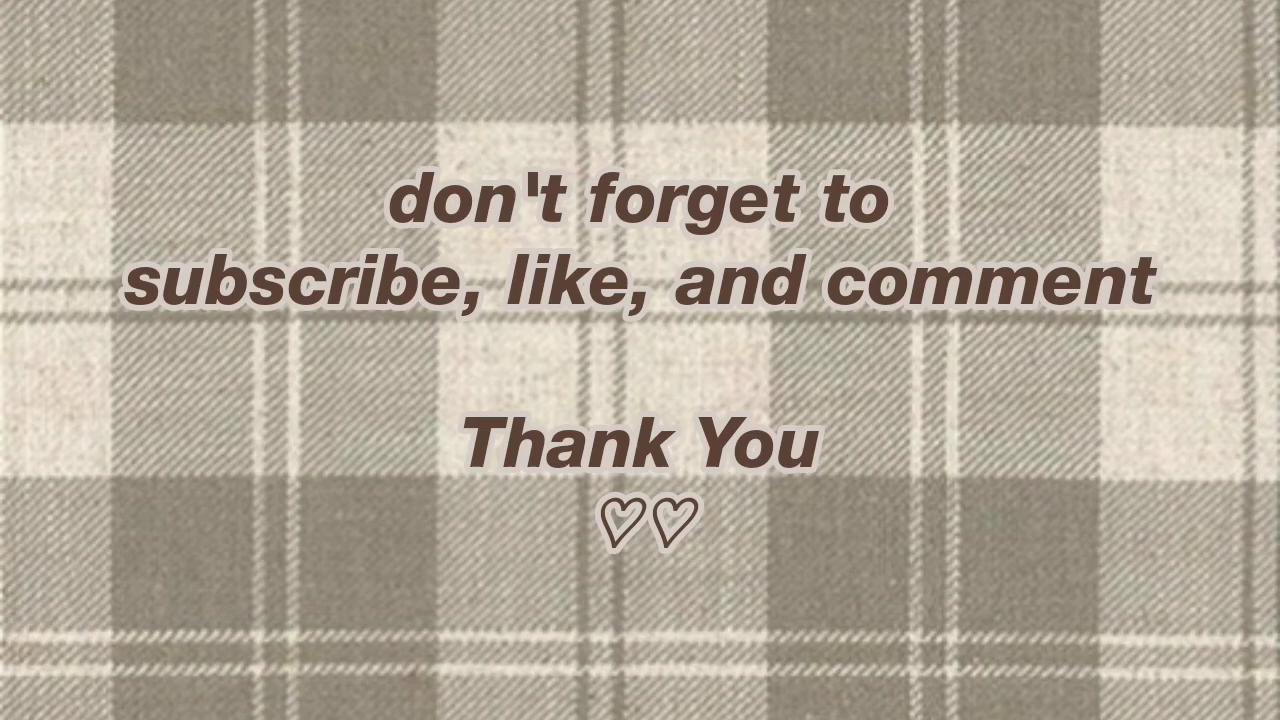 don't forget to
subscribe, like, and comment
Thank You
♡♡